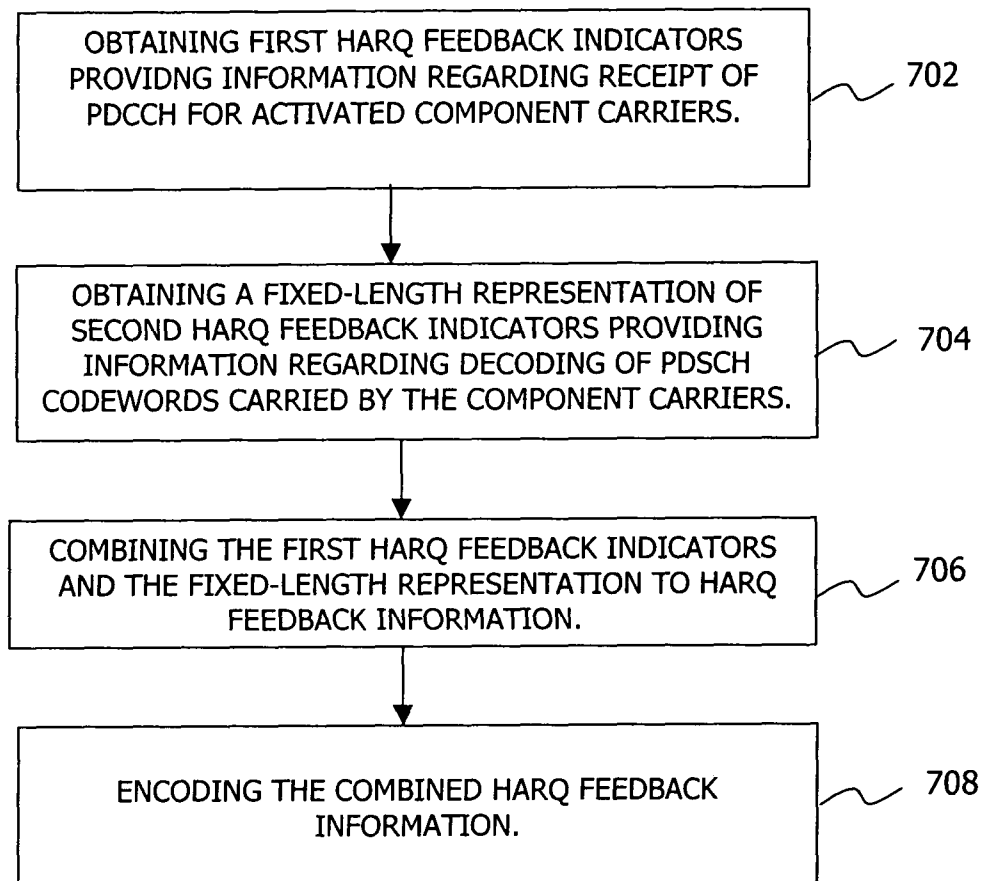 OBTAINING FIRST HARQ FEEDBACK INDICATORS
PROVIDNG INFORMATION REGARDING RECEIPT OF
PDCCH FOR ACTIVATED COMPONENT CARRIERS.
702
OBTAINING A FIXED-LENGTH REPRESENTATION OF
SECOND HARQ FEEDBACK INDICATORS PROVIDING
INFORMATION REGARDING DECODING OF PDSCH
CODEWORDS CARRIED BY THE COMPONENT CARRIERS.
704
COMBINING THE FIRST HARQ FEEDBACK INDICATORS
AND THE FIXED-LENGTH REPRESENTATION TO HARQ
FEEDBACK INFORMATION.
706
ENCODING THE COMBINED HARQ FEEDBACK
INFORMATION.
708